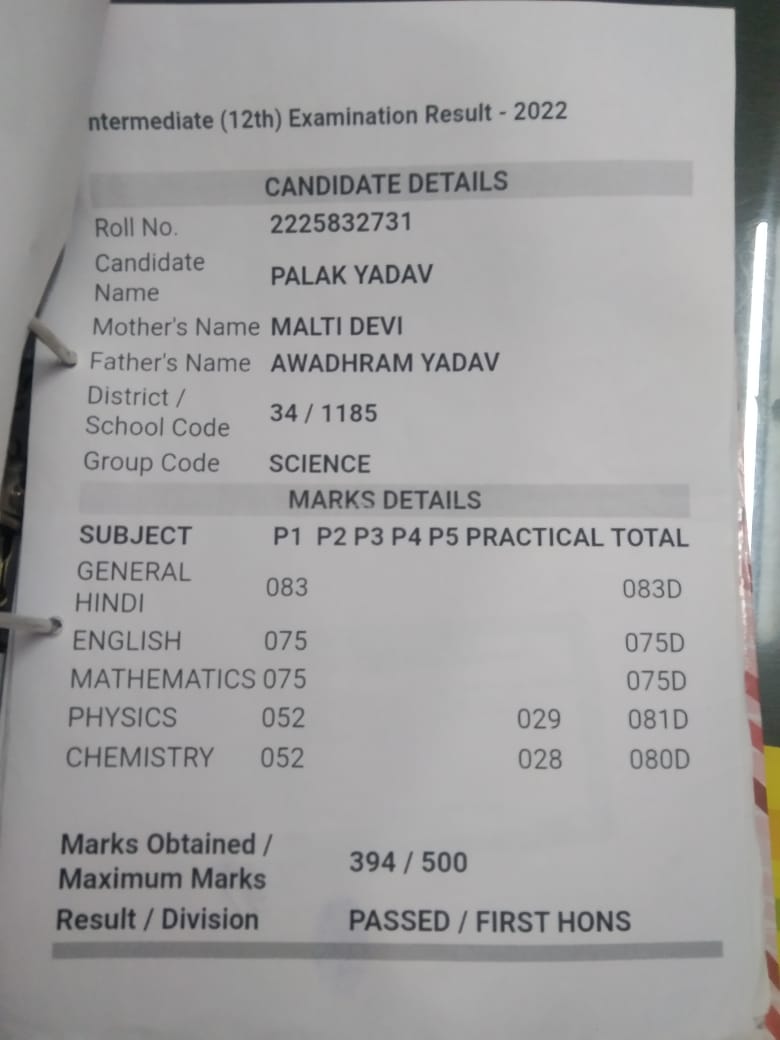 ntermediate (12th) Examination Result - 2022
CANDIDATE DETAILS
Roll No. 2225832731
Candidate
Name PALAK YADAV
Mother's Name MALTI DEVI
Father's Name AWADHRAM YADAV
District /
School Code 34 / 1185
Group Code SCIENCE
MARKS DETAILS
SUBJECT P1 P2 P3 P4 P5 PRACTICAL TOTAL
GENERAL
HINDI 083 083D
ENGLISH 075 075D
MATHEMATICS 075 075D
PHYSICS 052 029 081D
CHEMISTRY 052 028 080D
Marks Obtained /
Maximum Marks 394 / 500
Result / Division PASSED / FIRST HONS